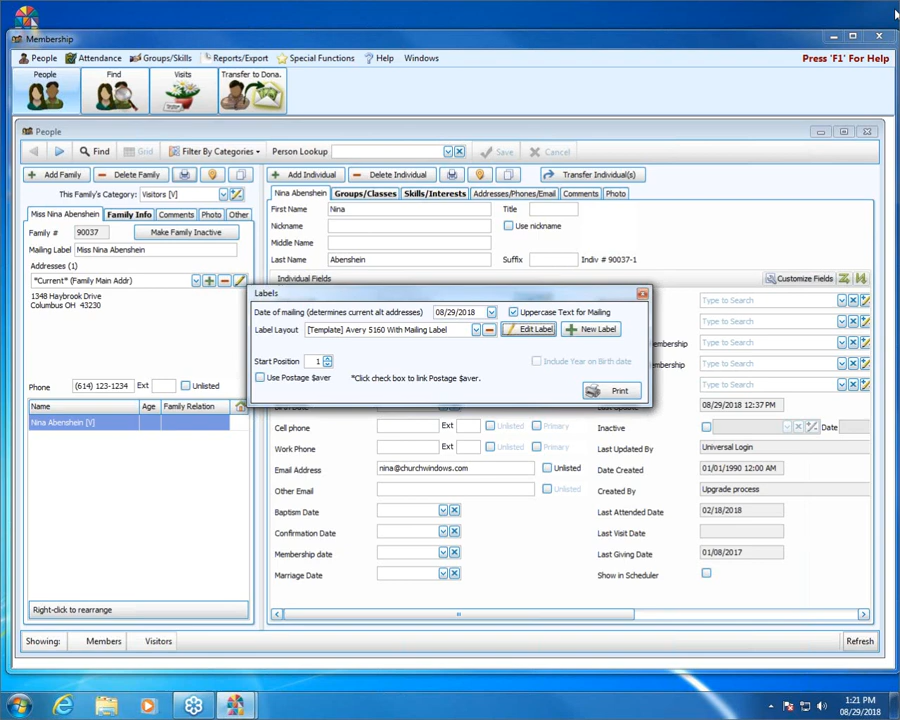 Membership
People Attendance Groups/Skills Reports/Export Special Functions Help Windows Press 'F1' For Help
People Find Visits Transfer to Dona.
People
Find Grid Filter By Categories Person Lookup Save Cancel
Add Family Delete Family Add Individual Delete Individual Transfer Individual(s)
This Family's Category: Visitors [V]
Nina Abenshein Groups/Classes Skills/Interests Addresses/Phones/Email Comments Photo
Miss Nina Abenshein Family Info Comments Photo Other
First Name Nina Title
Family # 90037 Make Family Inactive
Nickname Use nickname
Mailing Label Miss Nina Abenshein
Middle Name
Last Name Abenshein Suffix Indiv # 90037-1
Addresses (1)
*Current* (Family Main Addr)
Individual Fields Customize Fields
1348 Haybrook Drive
Columbus OH 43230
Labels
Date of mailing (determines current alt addresses) 08/29/2018 Uppercase Text for Mailing
Label Layout [Template] Avery 5160 With Mailing Label Edit Label New Label
Start Position 1 Include Year on Birth date
Use Postage $aver *Click check box to link Postage $aver.
Print
Type to Search
Type to Search
Type to Search
Type to Search
Type to Search
Phone (614) 123-1234 Ext Unlisted
Name Age Family Relation
Nina Abenshein [V]
08/29/2018 12:37 PM
Cell phone Ext Unlisted Primary Inactive Date
Work Phone Ext Unlisted Primary Last Updated By Universal Login
Email Address nina@churchwindows.com Unlisted Date Created 01/01/1990 12:00 AM
Other Email Unlisted Created By Upgrade process
Baptism Date Last Attended Date 02/18/2018
Confirmation Date Last Visit Date
Membership date Last Giving Date 01/08/2017
Marriage Date Show in Scheduler
Right-click to rearrange
Showing: Members Visitors Refresh
1:21 PM
08/29/2018